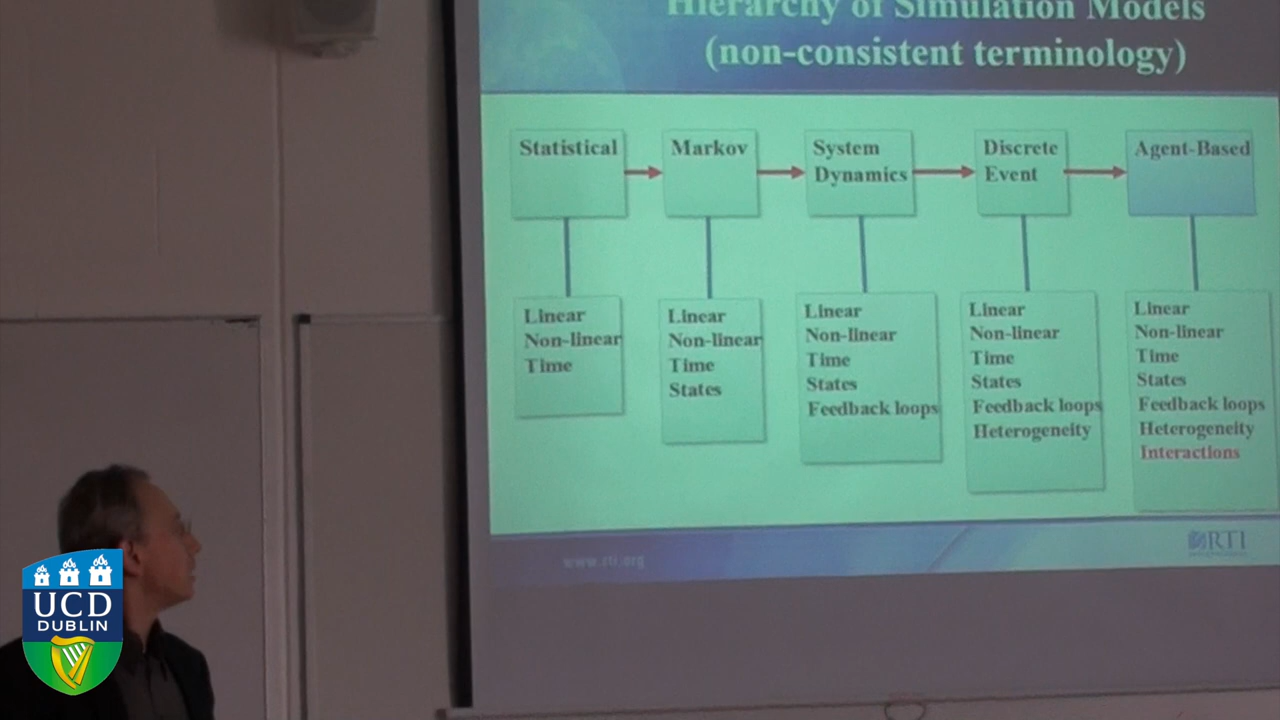 Hierarchy of Simulation Models
(non-consistent terminology)
Statistical
Markov
System
Dynamics
Discrete
Event
Agent-Based
Linear
Non-linear
Time
Linear
Non-linear
Time
States
Linear
Non-linear
Time
States
Feedback loops
Linear
Non-linear
Time
States
Feedback loops
Heterogeneity
Linear
Non-linear
Time
States
Feedback loops
Heterogeneity
Interactions
www.rti.org
RTI
UCD
DUBLIN